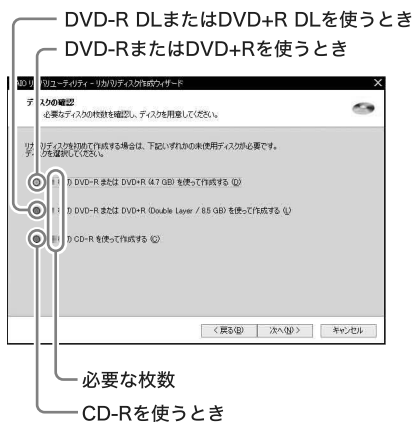 DVD-R DLまたはDVD+R DLを使うとき
DVD-RまたはDVD+Rを使うとき
AIO リ バリユーティリティ - リカバリディスク作成ウィザード
デ スクの確認
必要なディスクの枚数を確認し、ディスクを用意してください。
リカ リディスクを初めて作成する場合は、下記いずれかの未使用ディスクが必要です。
デ スクを選択してください。
DVD-R または DVD+R (4.7 GB) を使って作成する (D)
DVD-R または DVD+R (Double Layer / 8.5 GB) を使って作成する (L)
CD-R を使って作成する (C)
< 戻る(B)
次へ(N) >
キャンセル
必要な枚数
CD-Rを使うとき